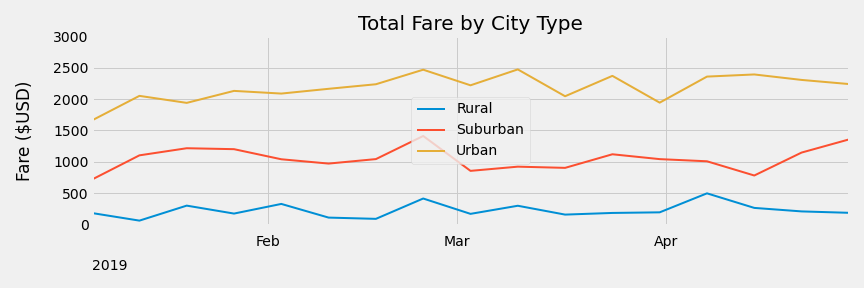 Total Fare by City Type
Fare ($USD)
3000
2500
2000
1500
1000
500
0
Rural
Suburban
Urban
Feb
Mar
Apr
2019